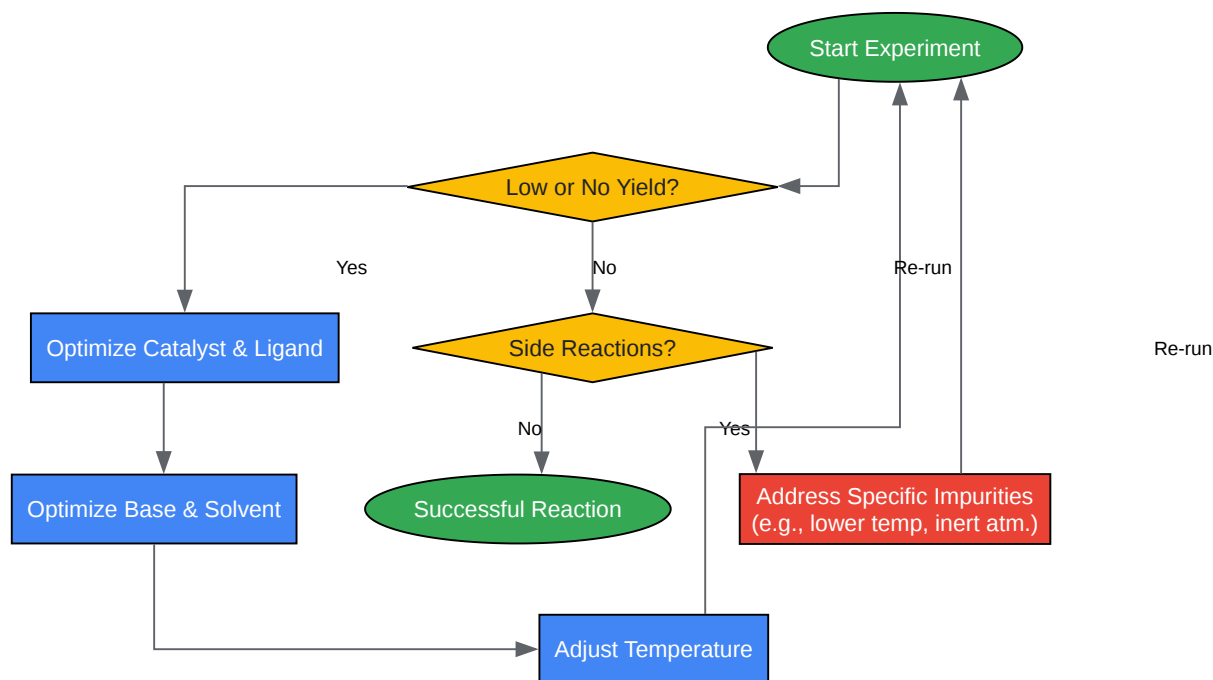 Start Experiment
Low or No Yield?
Yes
No
Re-run
Optimize Catalyst & Ligand
Side Reactions?
Re-run
No
Yes
Optimize Base & Solvent
Successful Reaction
Address Specific Impurities
(e.g., lower temp, inert atm.)
Adjust Temperature